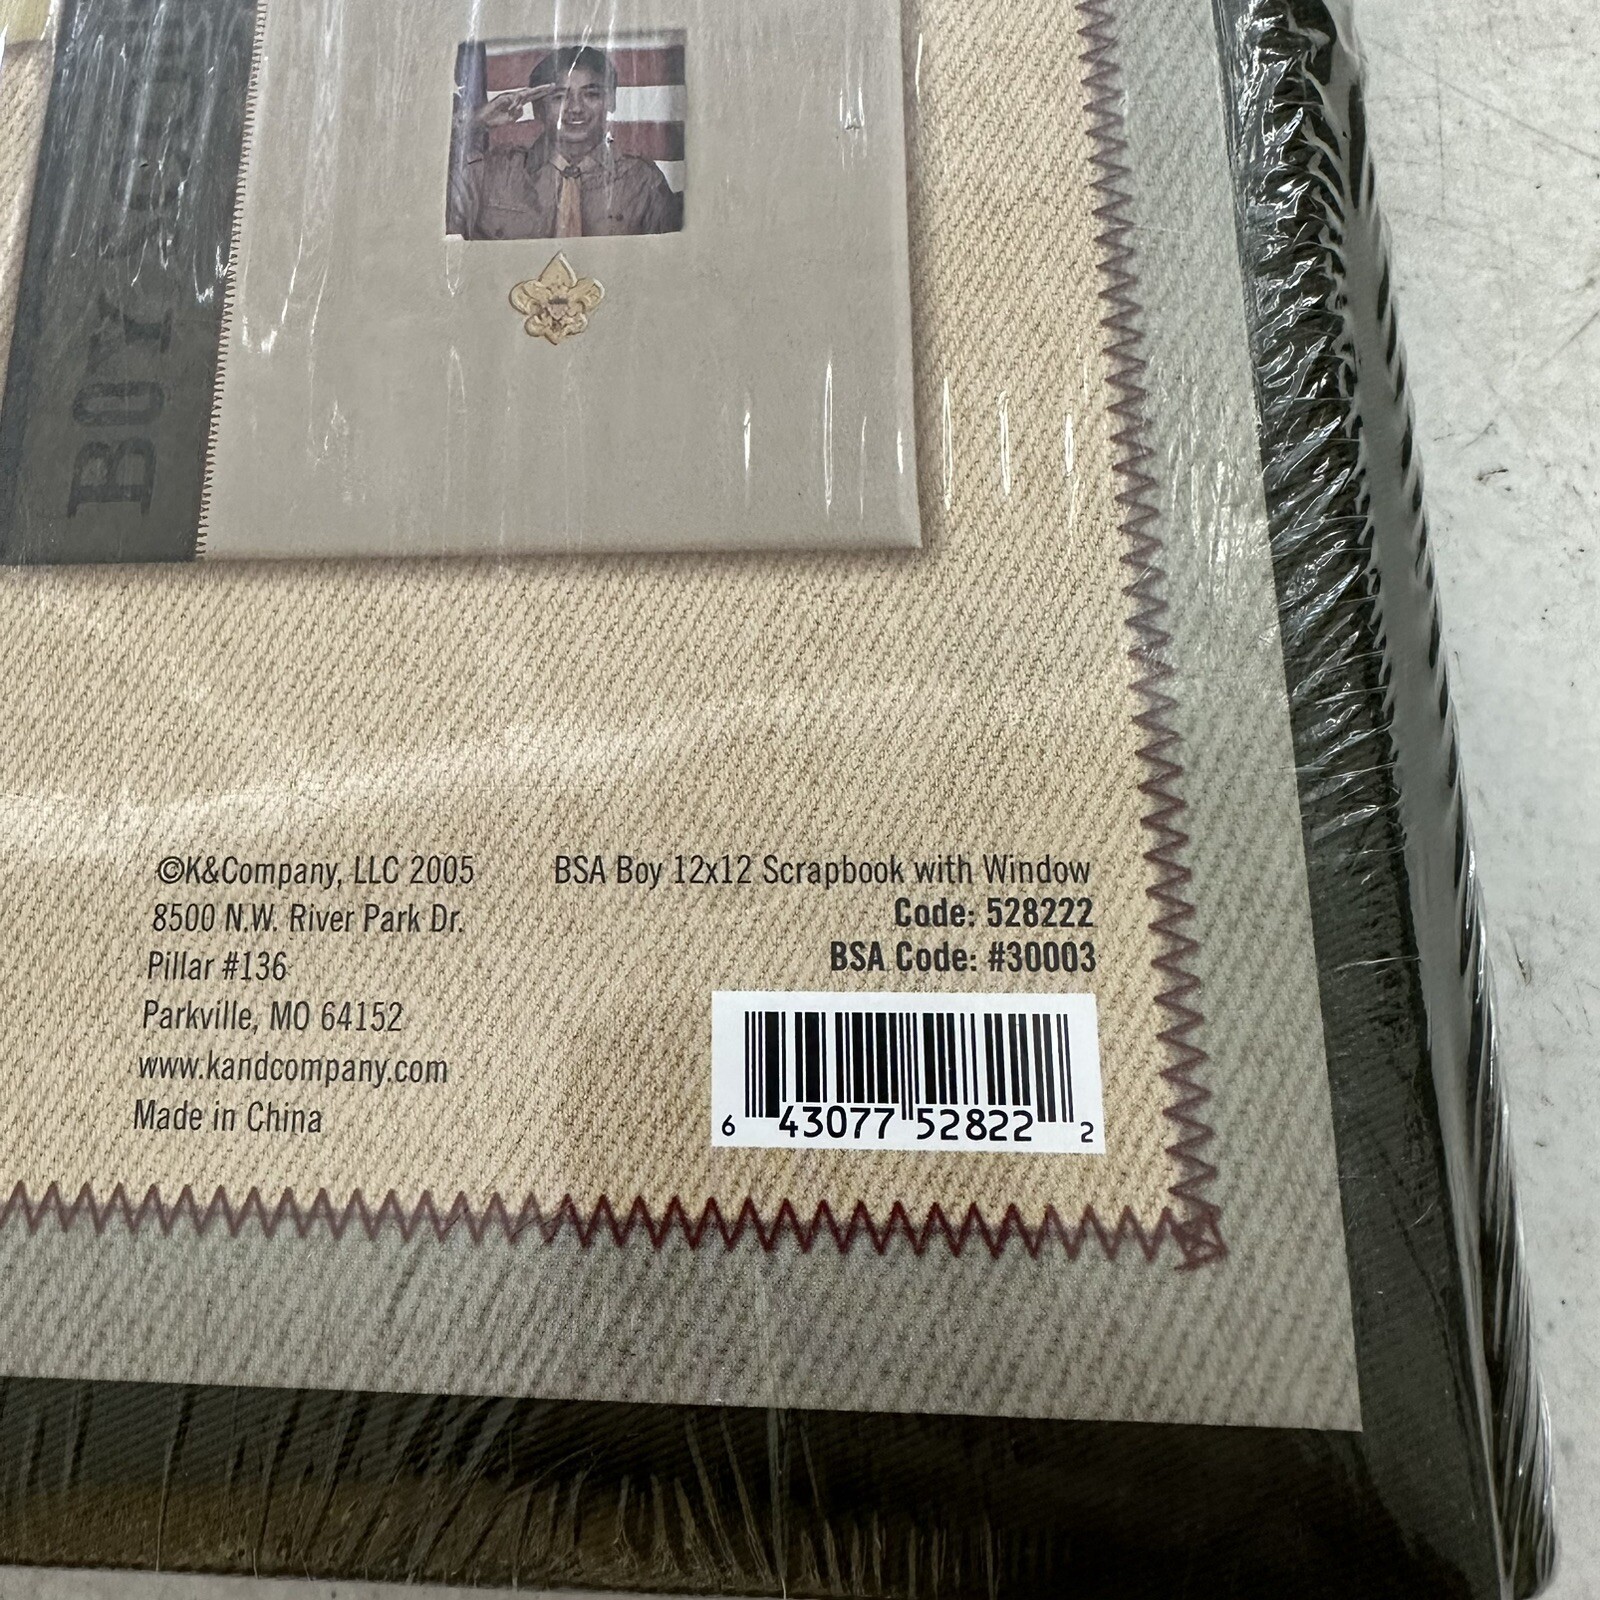 BOY
©K&Company, LLC 2005
8500 N.W. River Park Dr.
Pillar #136
Parkville, MO 64152
www.kandcompany.com
Made in China
BSA Boy 12x12 Scrapbook with Window
Code: 528222
BSA Code: #30003
6 43077 52822 2